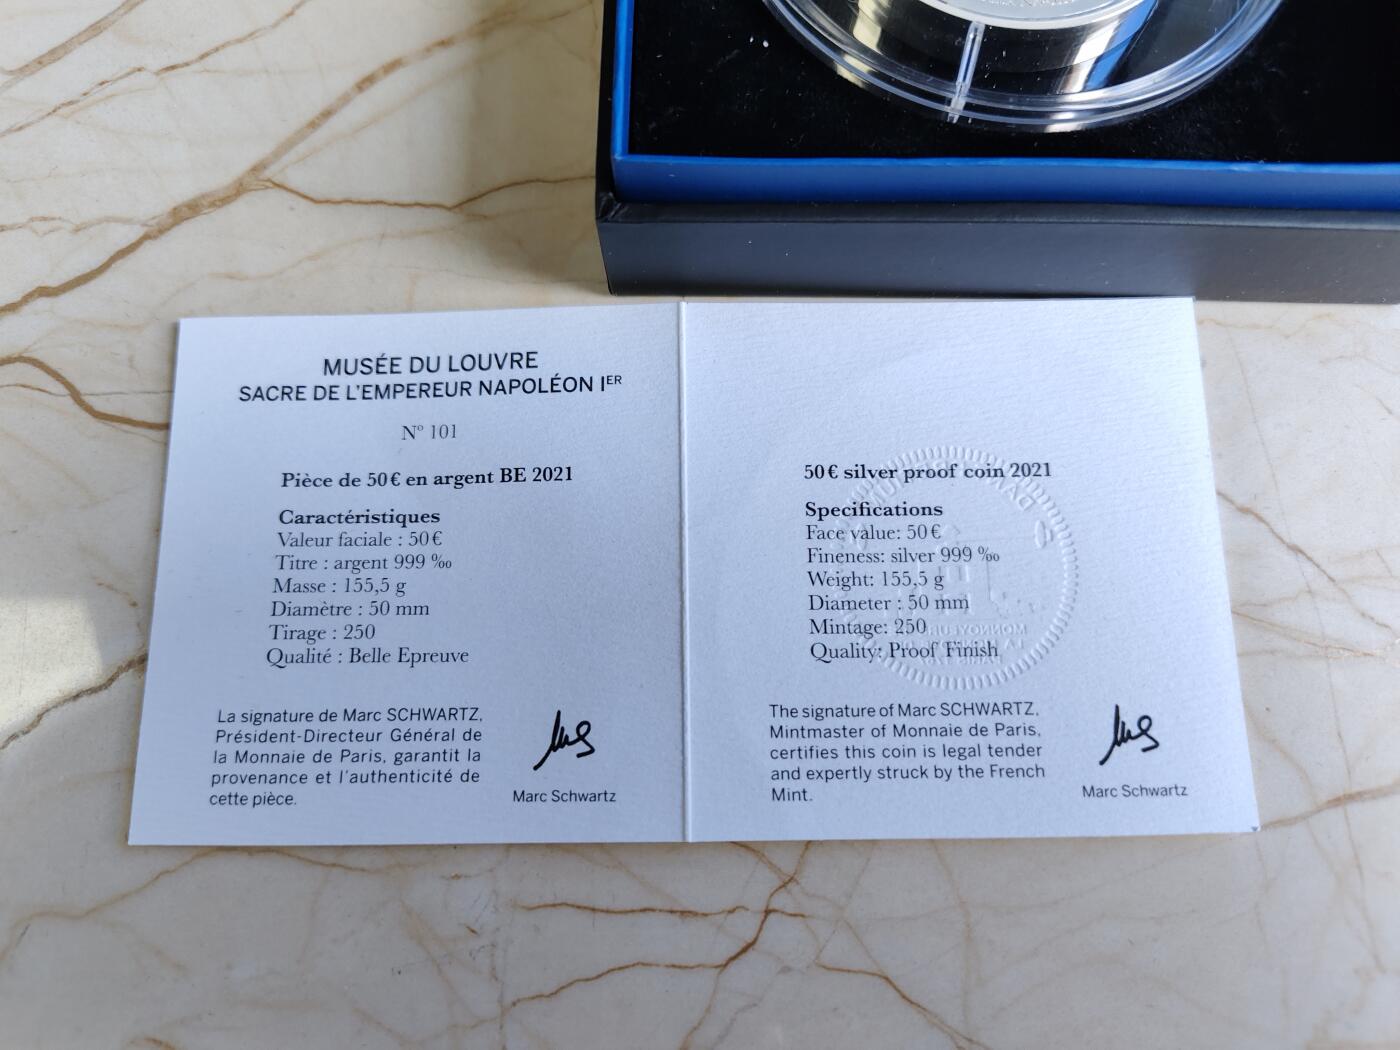 MUSÉE DU LOUVRE
SACRE DE L'EMPEREUR NAPOLÉON IER
Nº 101
Pièce de 50€ en argent BE 2021
Caractéristiques
Valeur faciale : 50€
Titre : argent 999 ‰
Masse : 155,5 g
Diamètre : 50 mm
Tirage : 250
Qualité : Belle Epreuve
La signature de Marc SCHWARTZ,
Président-Directeur Général de
la Monnaie de Paris, garantit la
provenance et l'authenticité de
cette pièce.
Marc Schwartz
50€ silver proof coin 2021
Specifications
Face value: 50€
Fineness: silver 999 ‰
Weight: 155,5 g
Diameter : 50 mm
Mintage: 250
Quality: Proof Finish
The signature of Marc SCHWARTZ,
Mintmaster of Monnaie de Paris,
certifies this coin is legal tender
and expertly struck by the French
Mint.
Marc Schwartz